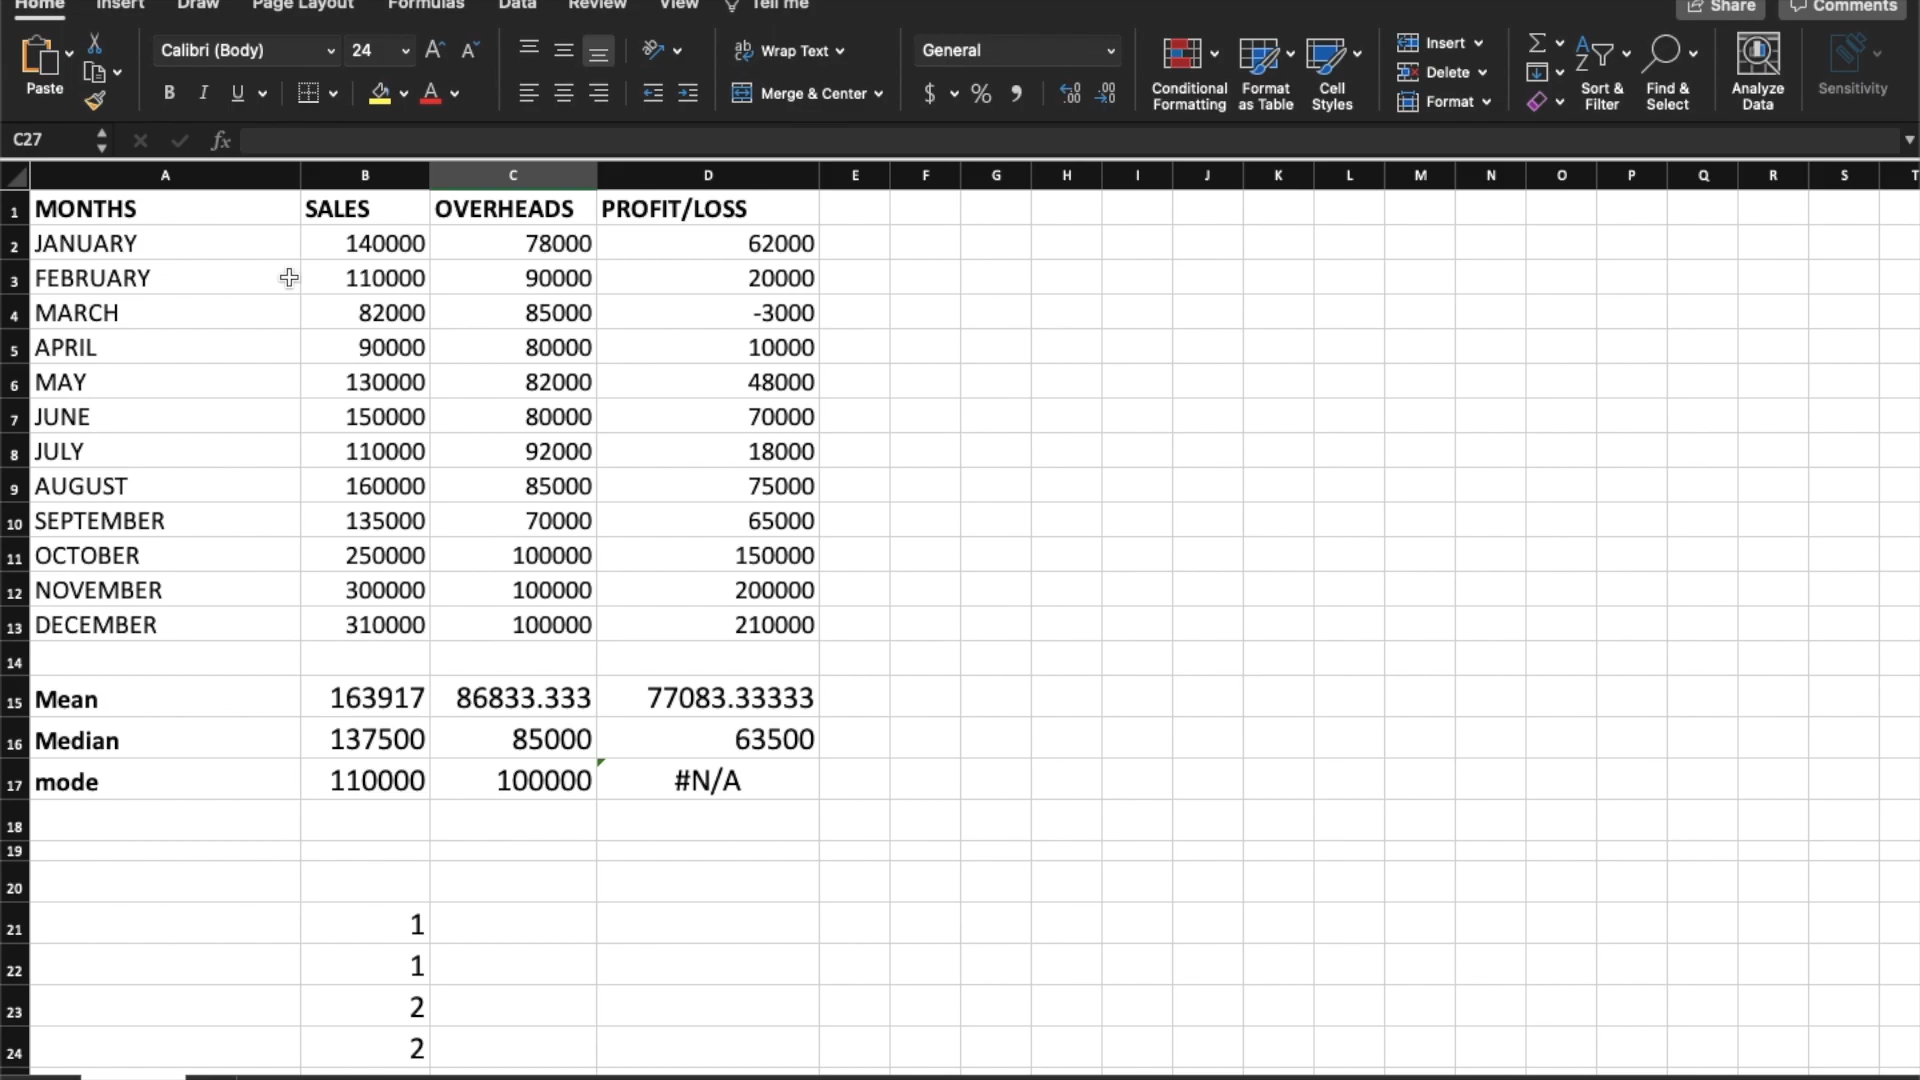 Home Insert Draw Page Layout Formulas Data Review View Tell me Share Comments
Calibri (Body) 24 Wrap Text General Insert
Paste B I U Merge & Center $ % Conditional Formatting Format as Table Cell Styles Delete Format Sort & Filter Find & Select Analyze Data Sensitivity
C27 fx
A B C D E F G H I J K L M N O P Q R S T
1 MONTHS SALES OVERHEADS PROFIT/LOSS
2 JANUARY 140000 78000 62000
3 FEBRUARY 110000 90000 20000
4 MARCH 82000 85000 -3000
5 APRIL 90000 80000 10000
6 MAY 130000 82000 48000
7 JUNE 150000 80000 70000
8 JULY 110000 92000 18000
9 AUGUST 160000 85000 75000
10 SEPTEMBER 135000 70000 65000
11 OCTOBER 250000 100000 150000
12 NOVEMBER 300000 100000 200000
13 DECEMBER 310000 100000 210000
14
15 Mean 163917 86833.333 77083.33333
16 Median 137500 85000 63500
17 mode 110000 100000 #N/A
18
19
20
21 1
22 1
23 2
24 2